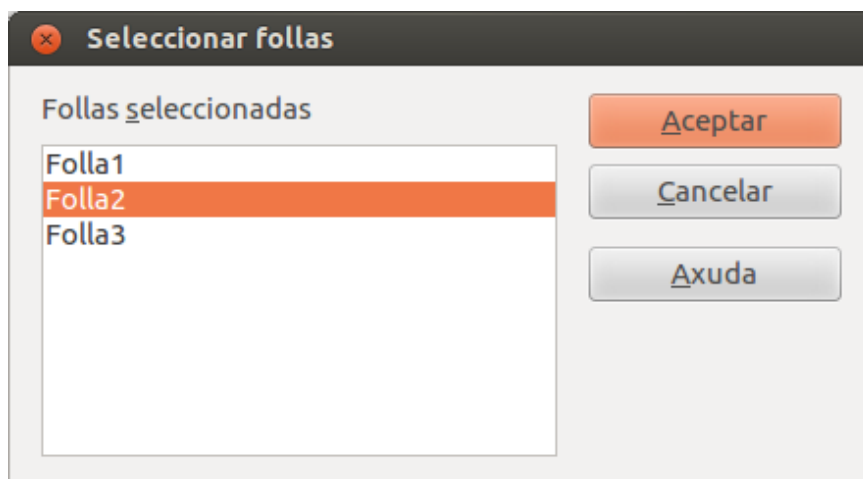 Seleccionar follas
Follas seleccionadas
Folla1
Folla2
Folla3
Aceptar
Cancelar
Axuda